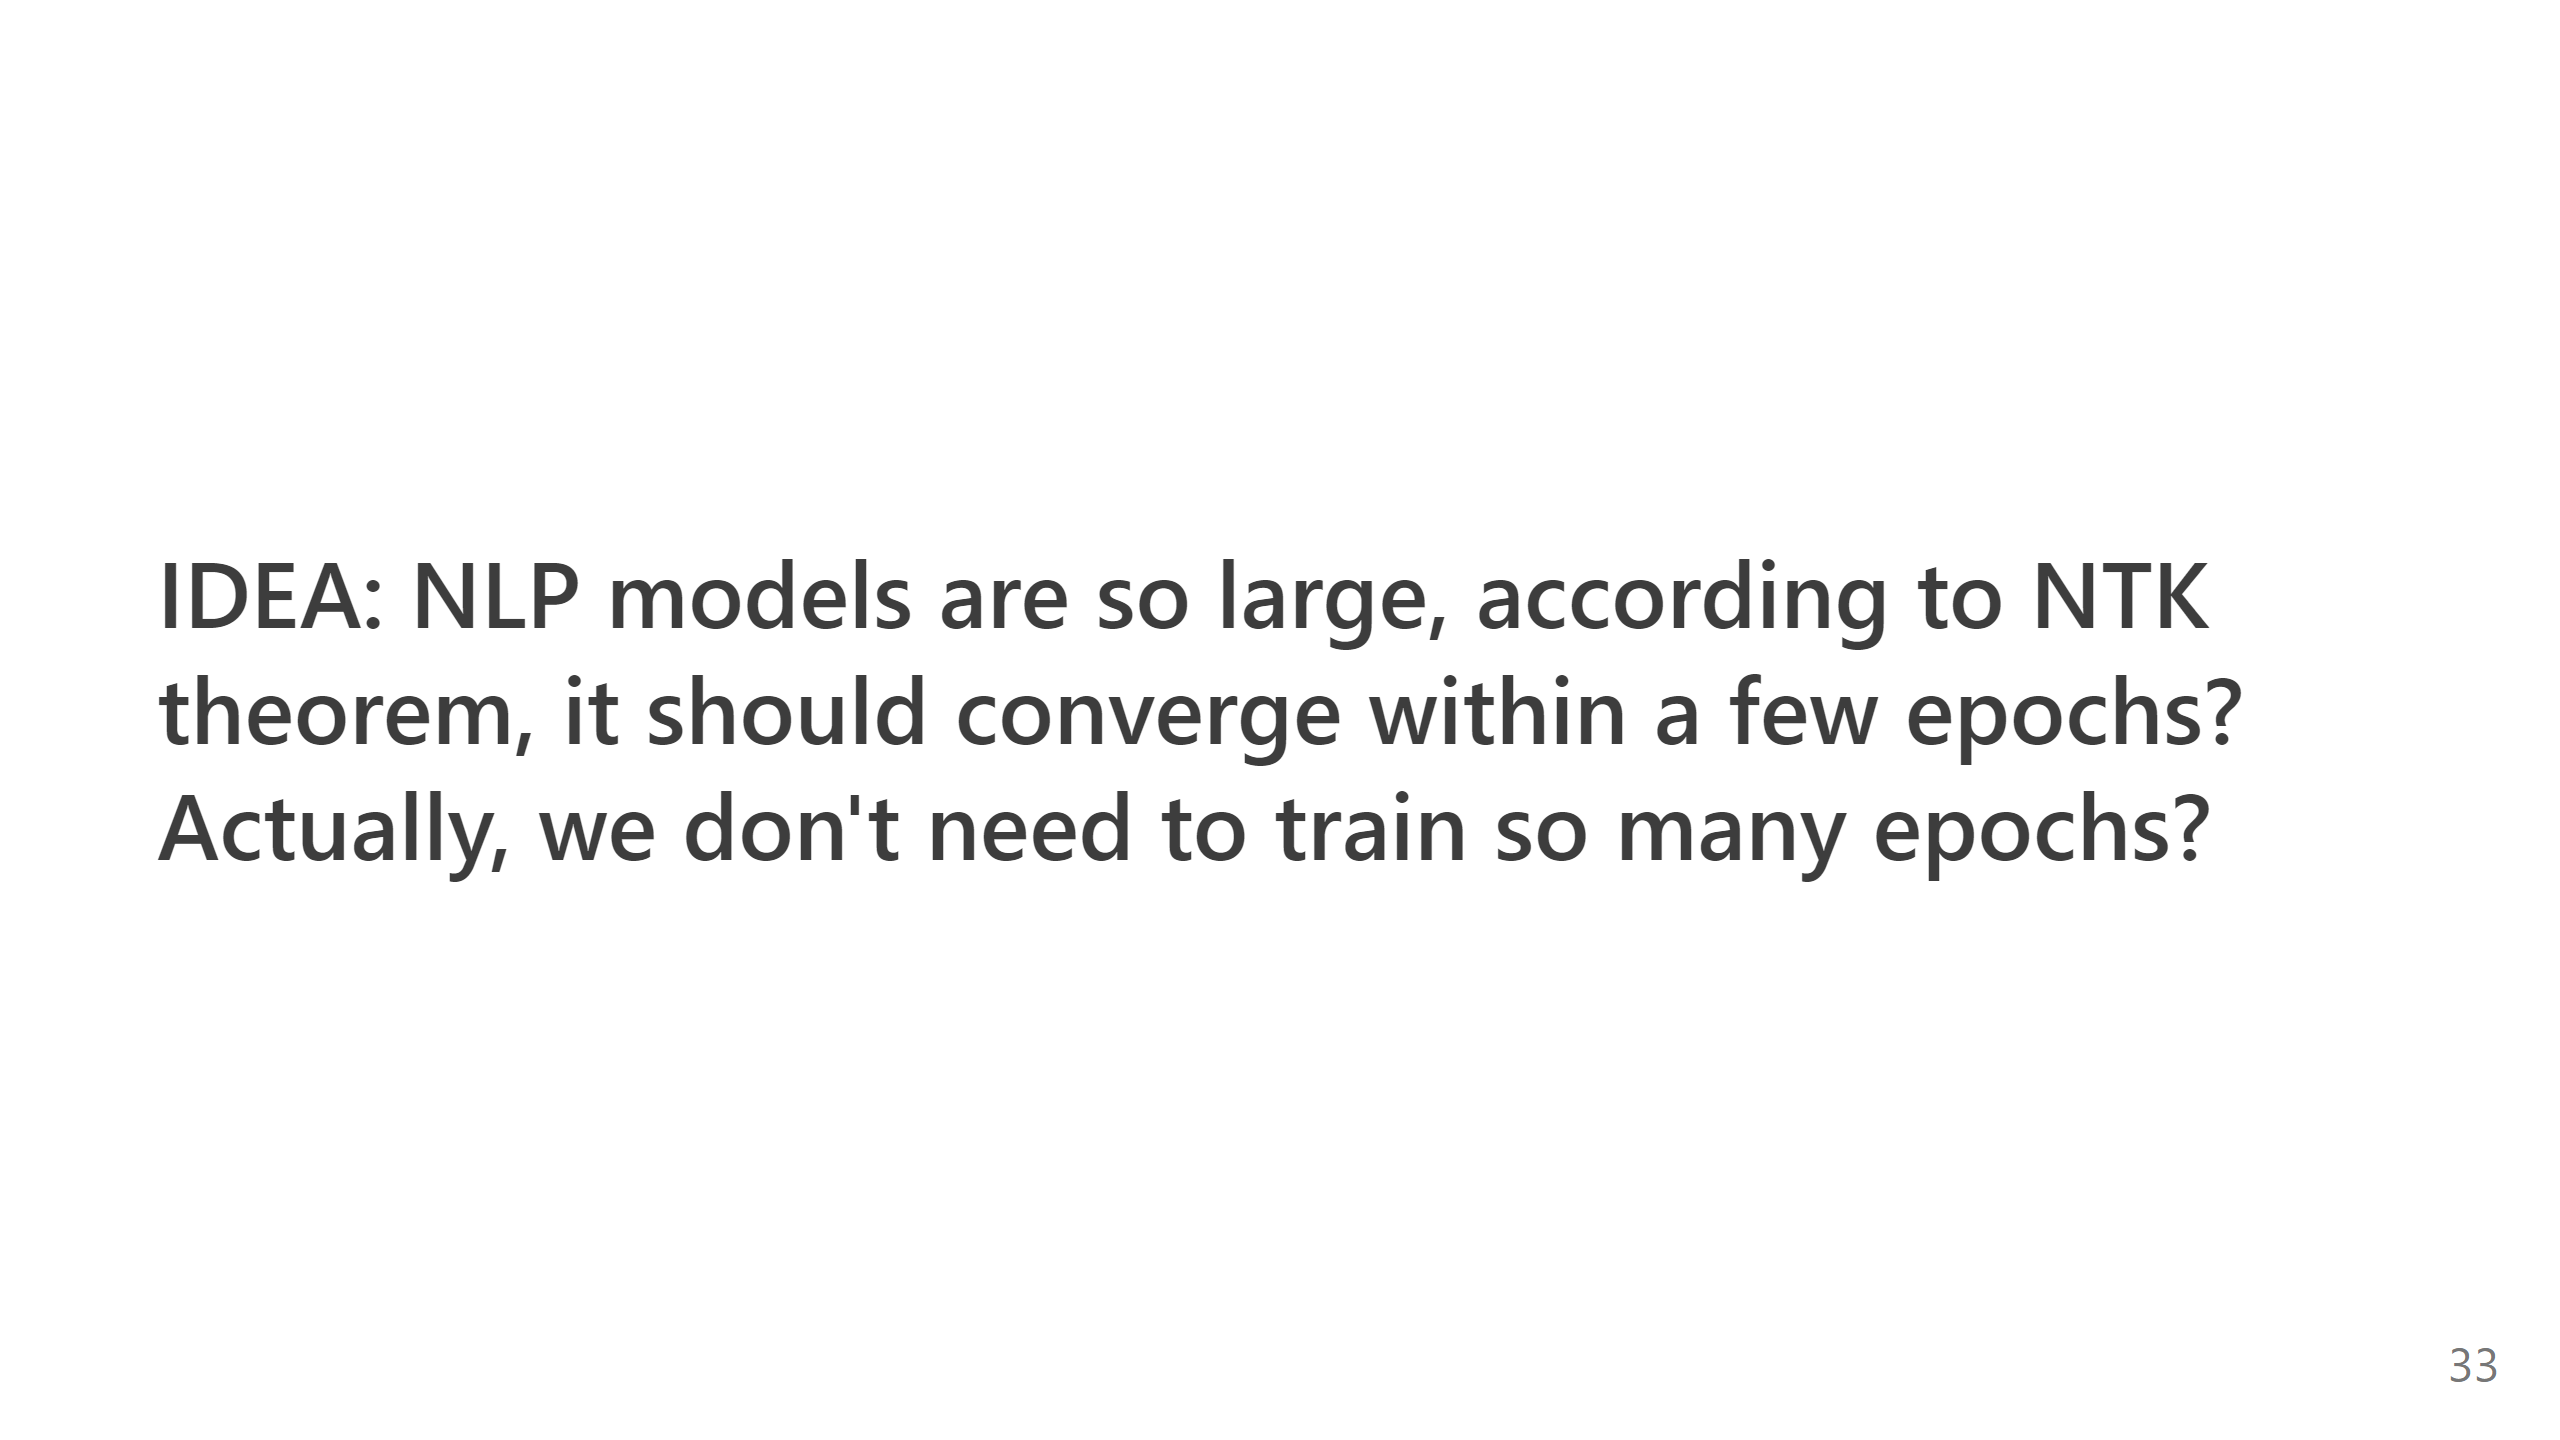 IDEA: NLP models are so large, according to NTK
theorem, it should converge within a few epochs?
Actually, we don't need to train so many epochs?
33